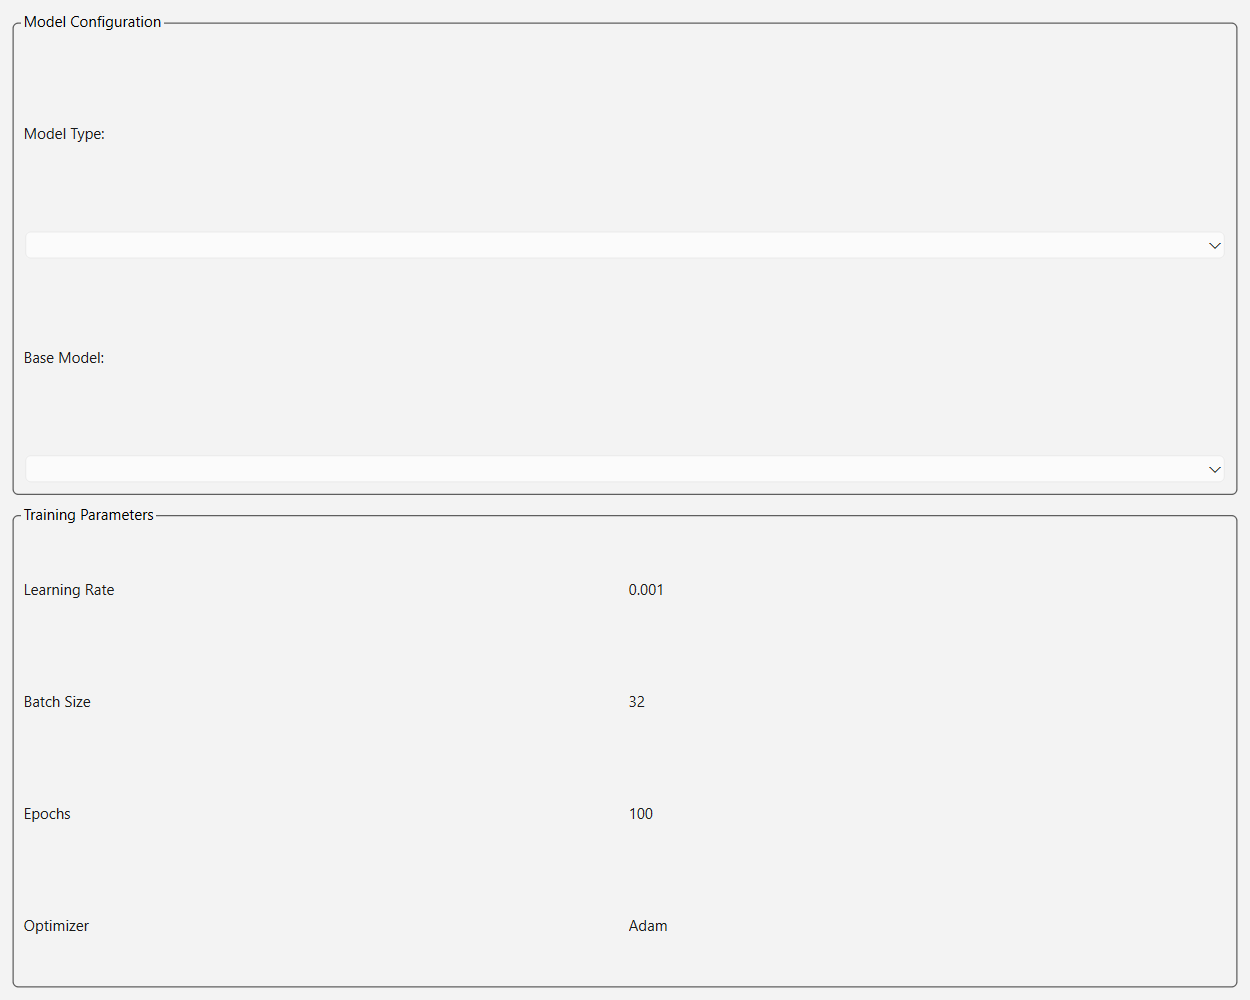 Model Configuration
Model Type:
Base Model:
Training Parameters
Learning Rate 0.001
Batch Size 32
Epochs 100
Optimizer Adam